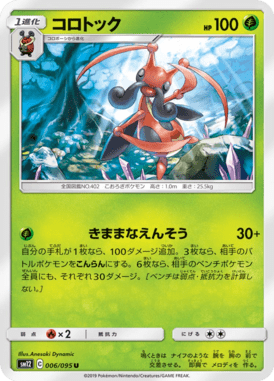 1進化
コロトック
HP 100
コロボーシから進化
全国図鑑NO.402 こおろぎポケモン 高さ:1.0m 重さ:25.5kg
きままなえんそう 30+
自分の手札が1枚なら、100ダメージ追加。3枚なら、相手のバ
トルポケモンをこんらんにする。6枚なら、相手のベンチポケモン
全員にも、それぞれ30ダメージ。[ベンチは弱点・抵抗力を計算し
ない。]
弱点 ×2 抵抗力 にげる
Illus.Anesaki Dynamic
sm12 C 006/095 U
鳴くときは ナイフのような 両腕を 胸の前で
交差させる。 即興で メロディを 作る。
©2019 Pokémon/Nintendo/Creatures/GAME FREAK.